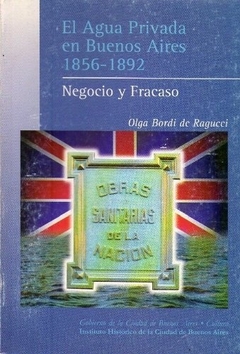 El Agua Privada
en Buenos Aires
1856-1892
Negocio y Fracaso
Olga Bordi de Ragucci
OBRAS
SANITARIAS
DE LA
NACION
Gobierno de la Ciudad de Buenos Aires • Cultura
Instituto Histórico de la Ciudad de Buenos Aires